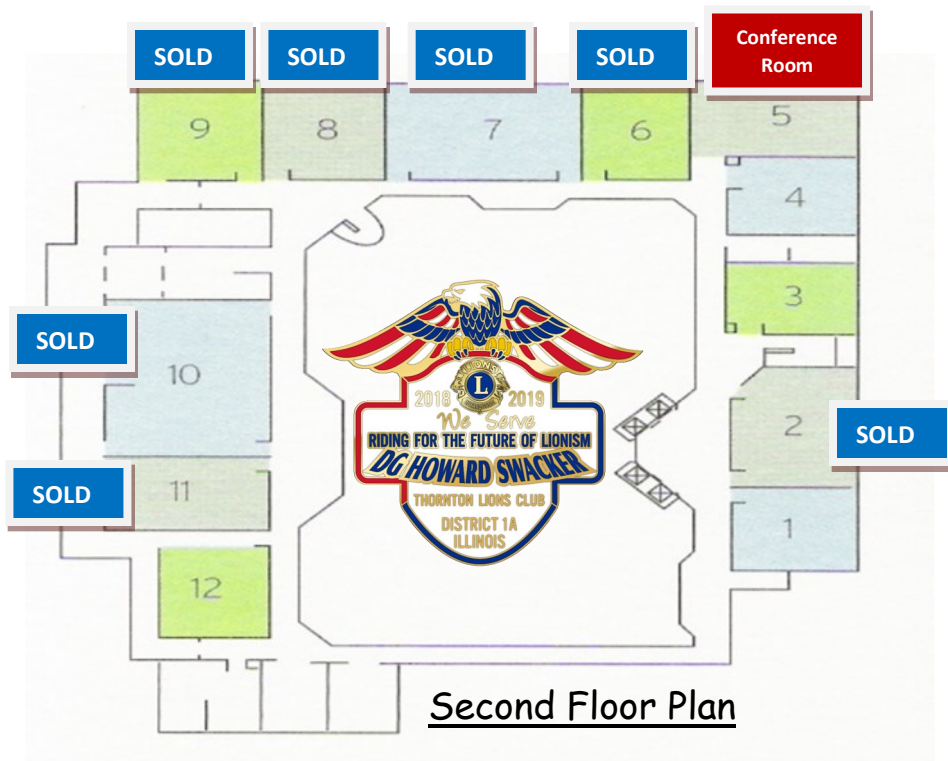 SOLD
SOLD
SOLD
SOLD
Conference
Room
9
8
7
6
5
4
3
SOLD
10
2
SOLD
SOLD
11
1
12
2018 2019
LIONS
L
We Serve
RIDING FOR THE FUTURE OF LIONISM
DG HOWARD SWACKER
THORNTON LIONS CLUB
DISTRICT 1A
ILLINOIS
Second Floor Plan